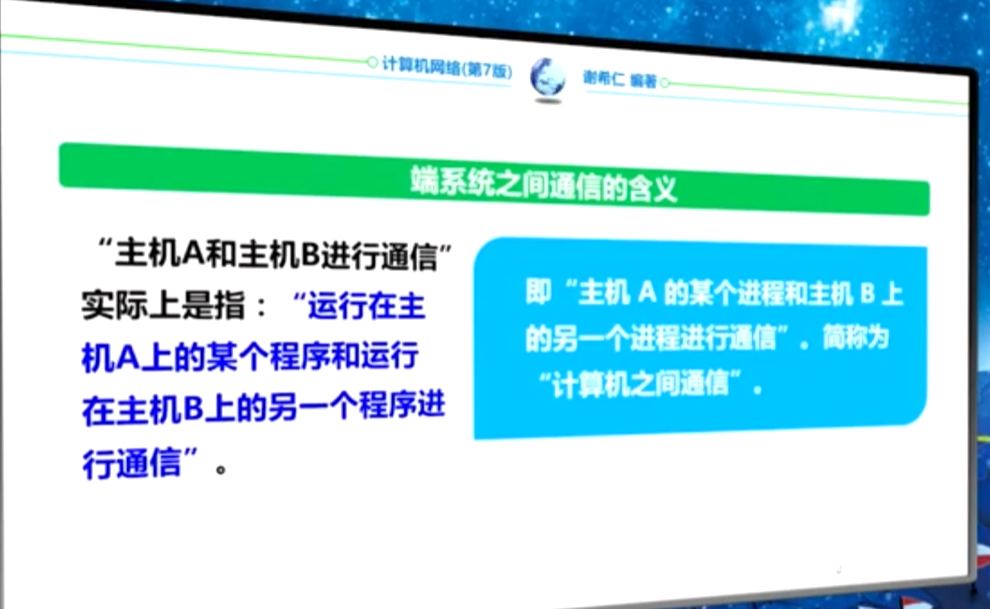 计算机网络(第7版)
谢希仁 编著
端系统之间通信的含义
“主机A和主机B进行通信”
实际上是指：“运行在主
机A上的某个程序和运行
在主机B上的另一个程序进
行通信”。
即“主机 A 的某个进程和主机 B 上
的另一个进程进行通信”。简称为
“计算机之间通信”。